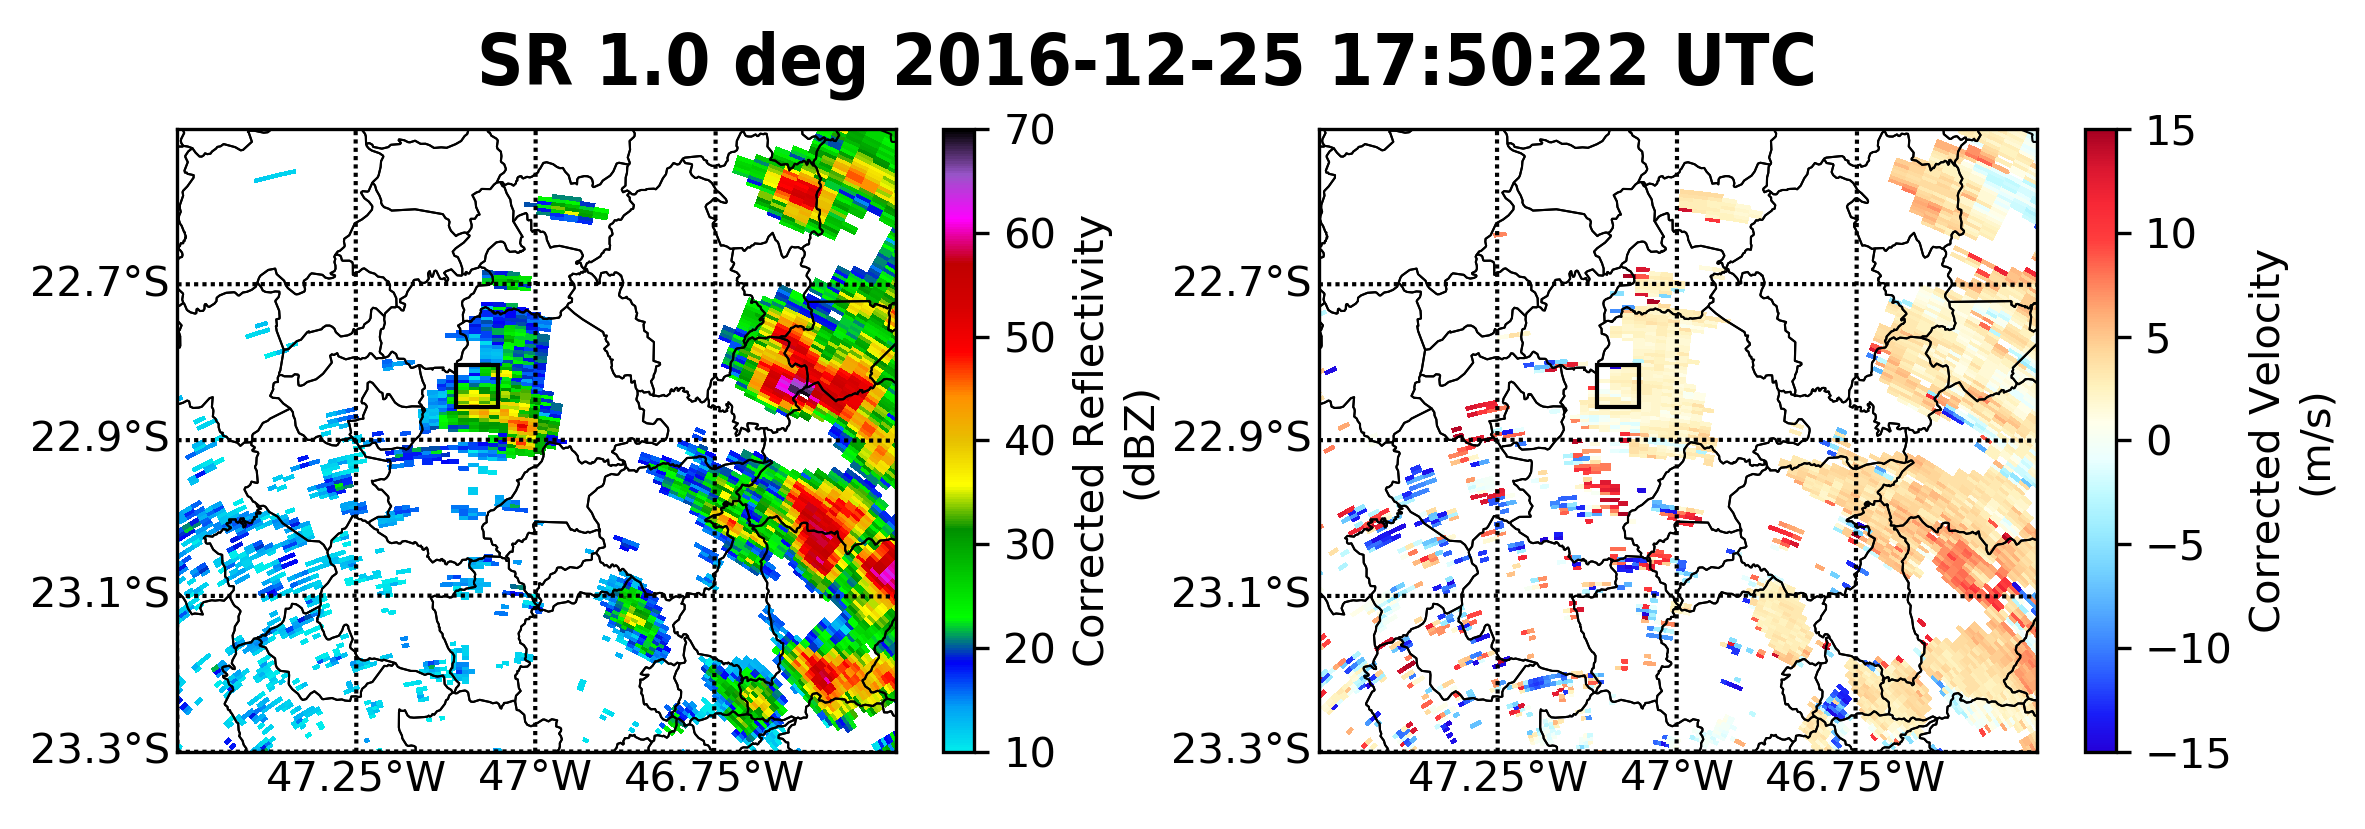 SR 1.0 deg 2016-12-25 17:50:22 UTC
22.7°S
22.9°S
23.1°S
23.3°S
47.25°W 47°W 46.75°W
70
60
50
40
30
20
10
Corrected Reflectivity
(dBZ)
22.7°S
22.9°S
23.1°S
23.3°S
47.25°W 47°W 46.75°W
15
10
5
0
−5
−10
−15
Corrected Velocity
(m/s)